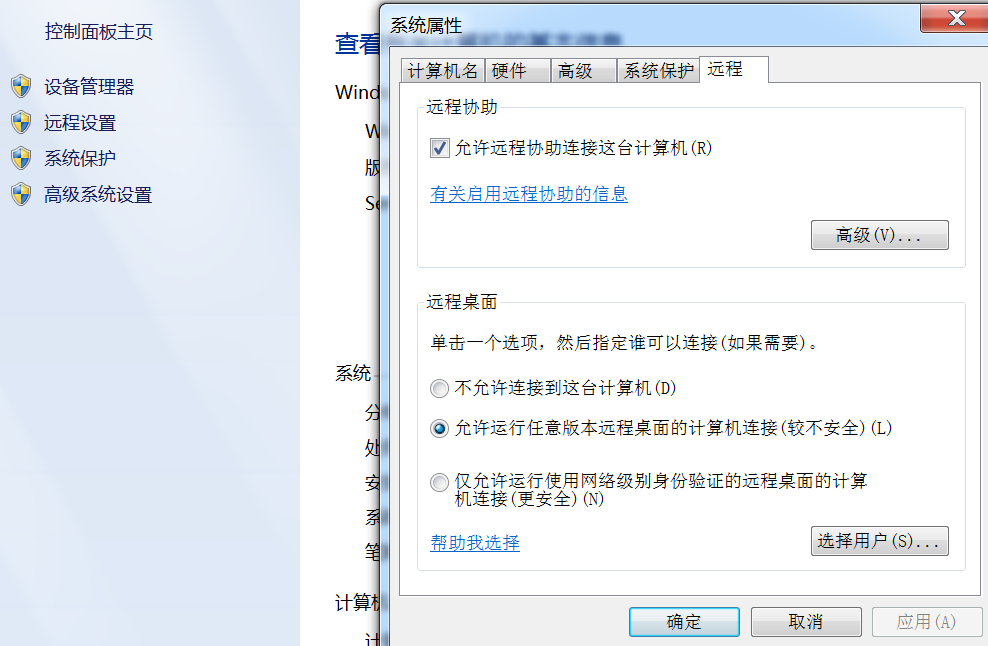 控制面板主页
设备管理器
远程设置
系统保护
高级系统设置
查看
Wind
W
版
Se
系统
分
处
安
系
笔
计算机
计
系统属性
计算机名 硬件 高级 系统保护 远程
远程协助
允许远程协助连接这台计算机(R)
有关启用远程协助的信息
高级(V)...
远程桌面
单击一个选项，然后指定谁可以连接(如果需要)。
不允许连接到这台计算机(D)
允许运行任意版本远程桌面的计算机连接(较不安全)(L)
仅允许运行使用网络级别身份验证的远程桌面的计算
机连接(更安全)(N)
帮助我选择
选择用户(S)...
确定 取消 应用(A)